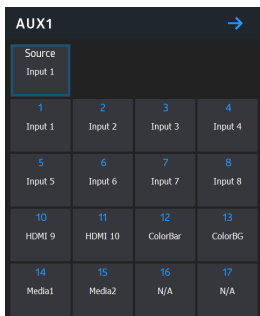 AUX1 →
Source
Input 1
1 2 3 4
Input 1 Input 2 Input 3 Input 4
5 6 7 8
Input 5 Input 6 Input 7 Input 8
10 11 12 13
HDMI 9 HDMI 10 ColorBar ColorBG
14 15 16 17
Media1 Media2 N/A N/A